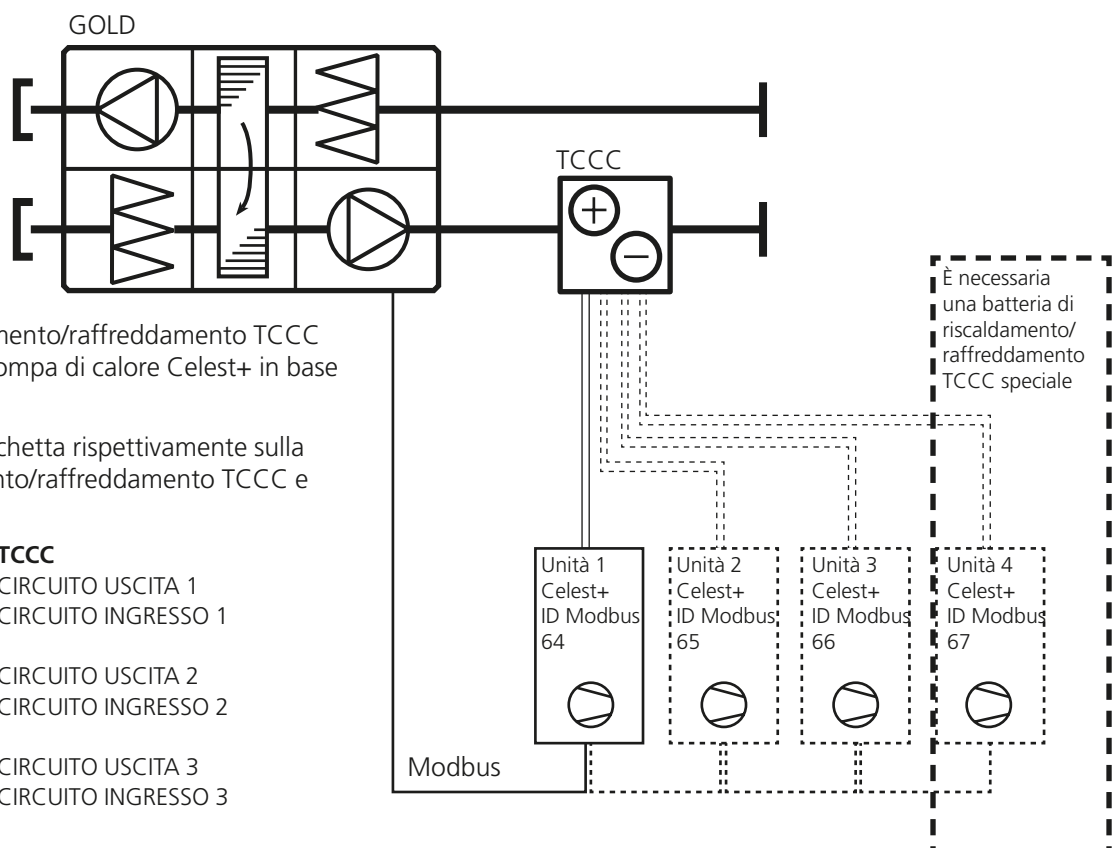 GOLD
TCCC
È necessaria
una batteria di
riscaldamento/
raffreddamento
TCCC speciale
mento/raffreddamento TCCC
ompa di calore Celest+ in base
chetta rispettivamente sulla
nto/raffreddamento TCCC e
TCCC
CIRCUITO USCITA 1
CIRCUITO INGRESSO 1
CIRCUITO USCITA 2
CIRCUITO INGRESSO 2
CIRCUITO USCITA 3
CIRCUITO INGRESSO 3
Unità 1
Celest+
ID Modbus
64
Unità 2
Celest+
ID Modbus
65
Unità 3
Celest+
ID Modbus
66
Unità 4
Celest+
ID Modbus
67
Modbus